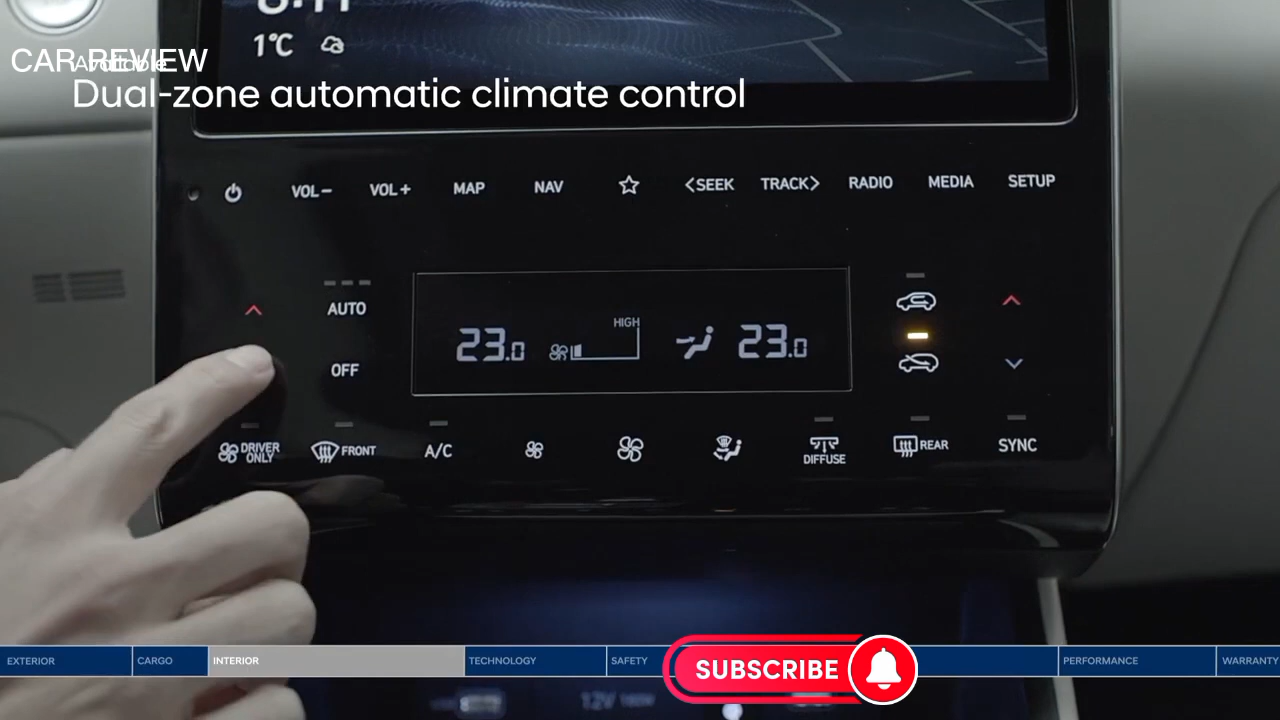 1°C
CAR REVIEW
Available
Dual-zone automatic climate control
VOL− VOL+ MAP NAV <SEEK TRACK> RADIO MEDIA SETUP
AUTO
HIGH
23.0 23.0
OFF
DRIVER ONLY FRONT A/C DIFFUSE REAR SYNC
EXTERIOR CARGO INTERIOR TECHNOLOGY SAFETY PERFORMANCE WARRANTY
SUBSCRIBE
12V